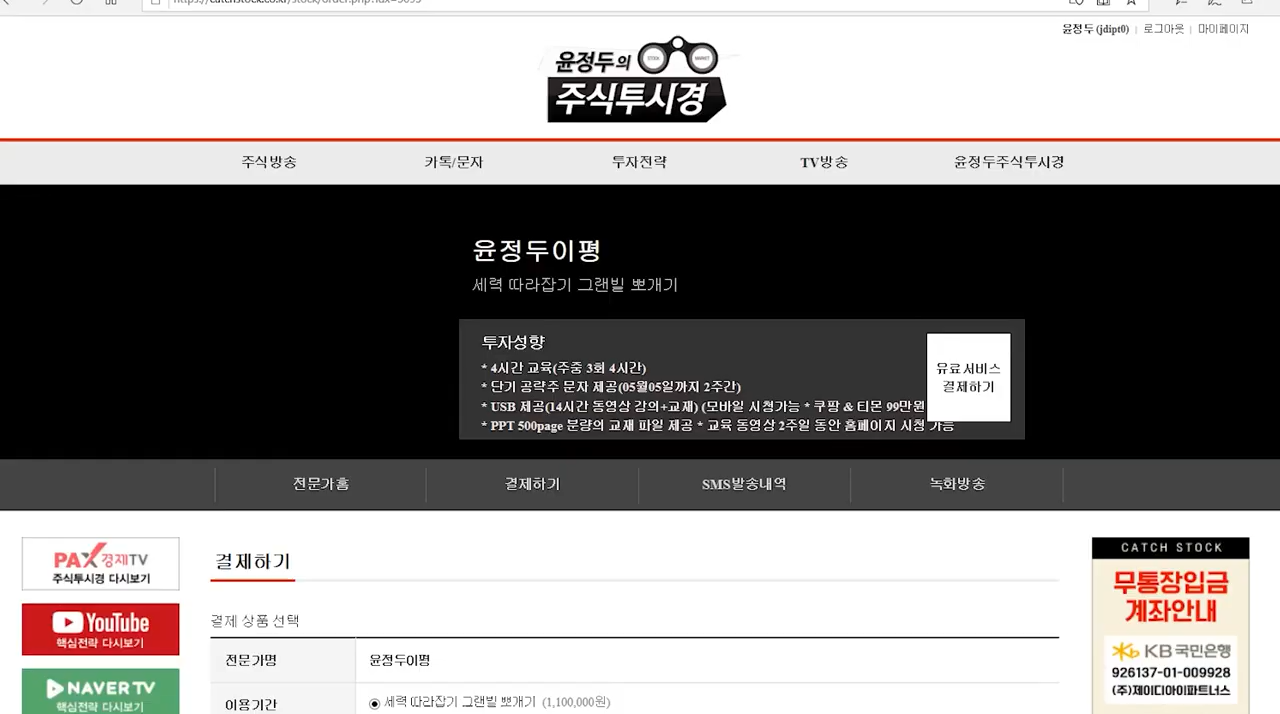 윤정두 (jdipt0) | 로그아웃 | 마이페이지
윤정두의
STOCK MARKET
주식투시경
주식방송 카톡/문자 투자전략 TV방송 윤정두주식투시경
윤정두이평
세력 따라잡기 그랜빌 뽀개기
투자성향
* 4시간 교육(주중 3회 4시간)
* 단기 공략주 문자 제공(05월05일까지 2주간)
* USB 제공(14시간 동영상 강의+교재) (모바일 시청가능 * 쿠팡 & 티몬 99만원
* PPT 500page 분량의 교재 파일 제공 * 교육 동영상 2주일 동안 홈페이지 시청 가능
유료서비스
결제하기
전문가홈 결제하기 SMS발송내역 녹화방송
PAX경제TV
주식투시경 다시보기
YouTube
핵심전략 다시보기
NAVER TV
핵심전략 다시보기
결제하기
결제 상품 선택
전문가명 윤정두이평
이용기간 세력 따라잡기 그랜빌 뽀개기 (1,100,000원)
CATCH STOCK
무통장입금
계좌안내
KB국민은행
926137-01-009928
(주)제이디아이파트너스